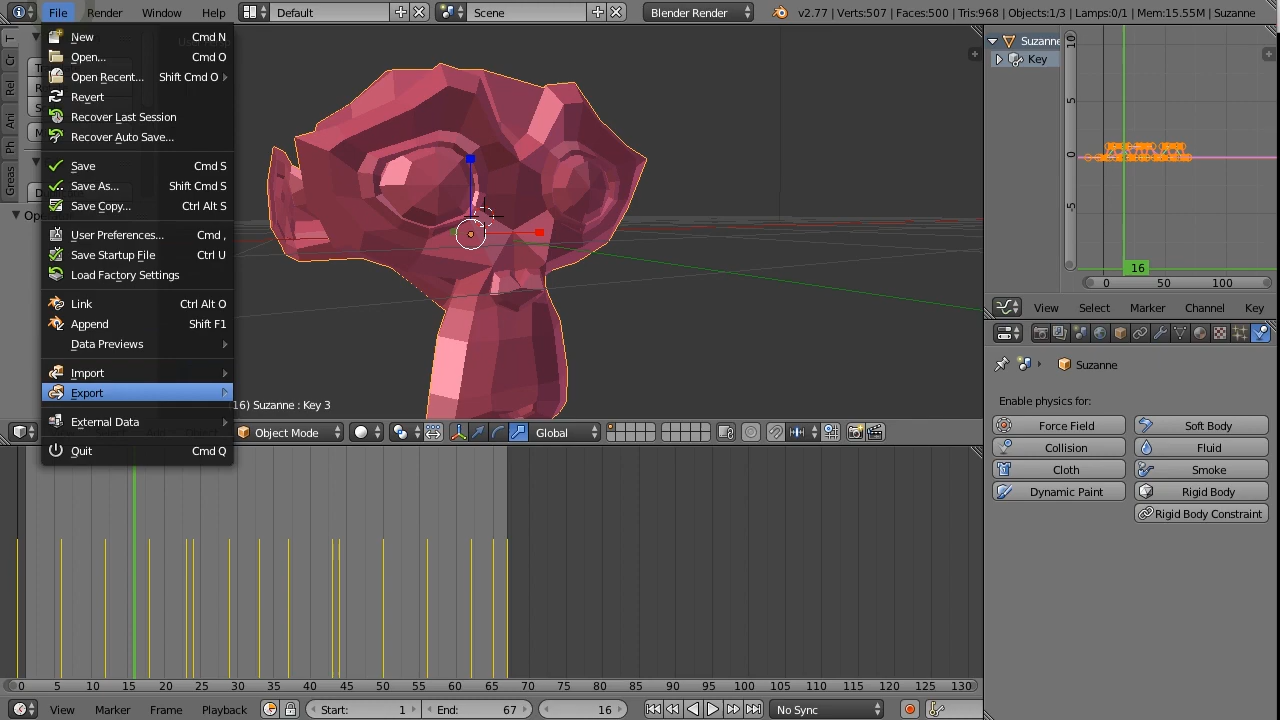 File Render Window Help Default Scene Blender Render v2.77 | Verts:507 | Faces:500 | Tris:968 | Objects:1/3 | Lamps:0/1 | Mem:15.55M | Suzanne
New Cmd N
Open... Cmd O
Open Recent... Shift Cmd O
Revert
Recover Last Session
Recover Auto Save...
Save Cmd S
Save As... Shift Cmd S
Save Copy... Ctrl Alt S
User Preferences... Cmd ,
Save Startup File Ctrl U
Load Factory Settings
Link Ctrl Alt O
Append Shift F1
Data Previews
Import
Export
External Data
Quit Cmd Q
T
Cr
Rel
Ani
Ph
Greas
16) Suzanne : Key 3
Object Mode Global
Suzanne
Key
10
5
0
-5
16
0 50 100
View Select Marker Channel Key
Suzanne
Enable physics for:
Force Field Soft Body
Collision Fluid
Cloth Smoke
Dynamic Paint Rigid Body
Rigid Body Constraint
0 5 10 15 20 25 30 35 40 45 50 55 60 65 70 75 80 85 90 95 100 105 110 115 120 125 130
View Marker Frame Playback Start: 1 End: 67 16 No Sync